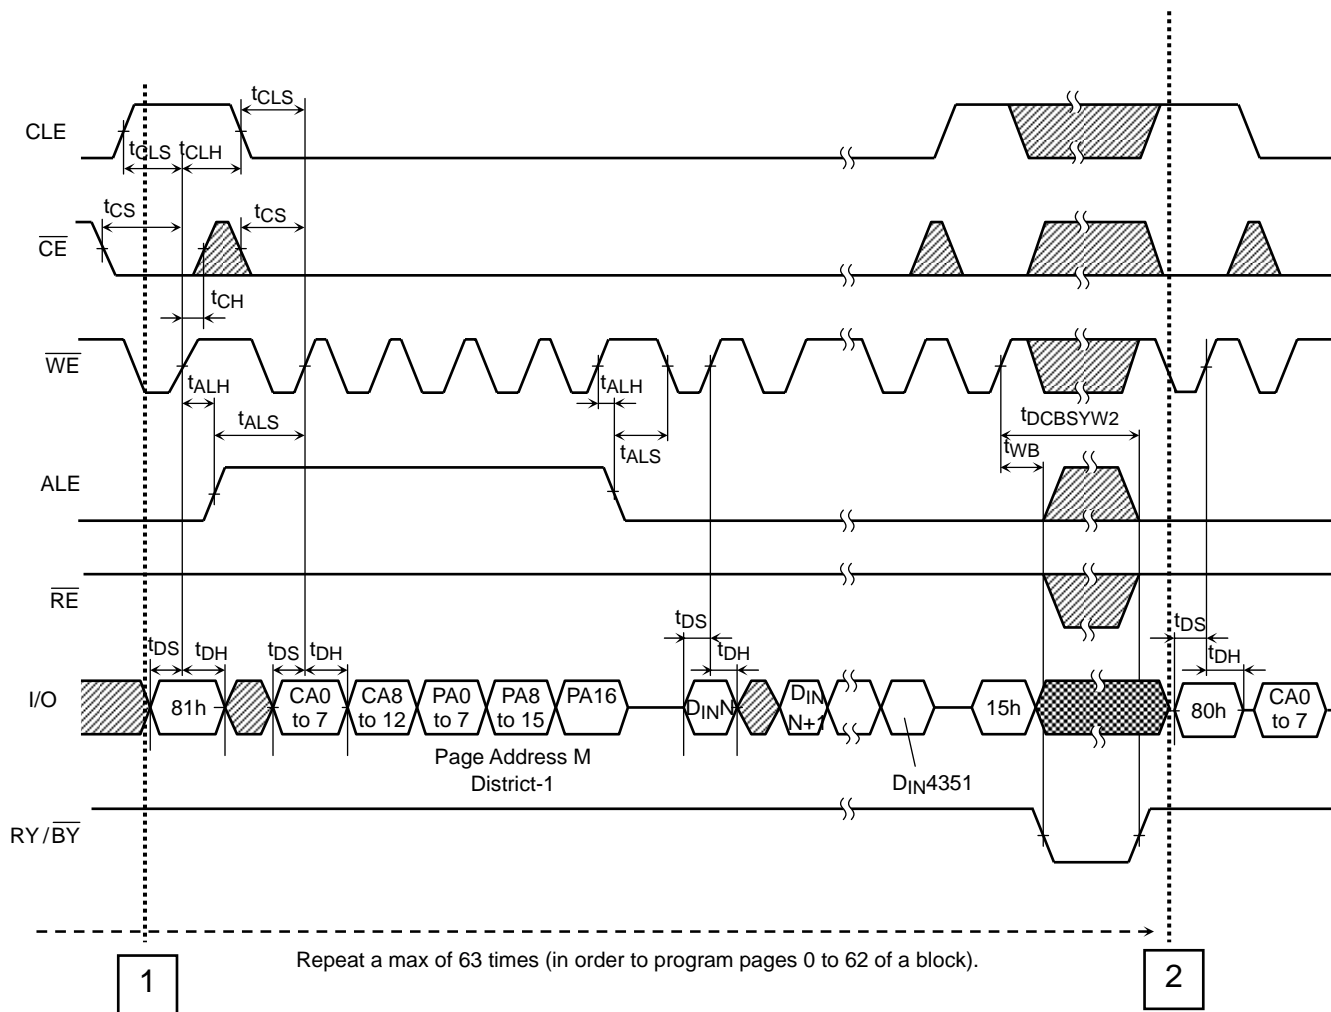 tCLS
CLE
tCLS tCLH
tCS tCS
CE
tCH
WE
tALH tALH
tALS tDCBSYW2
tALS tWB
ALE
RE
tDS tDS
tDS tDH tDS tDH tDH tDH
I/O 81h CA0 to 7 CA8 to 12 PA0 to 7 PA8 to 15 PA16 DINN DIN N+1 15h 80h CA0 to 7
Page Address M
District-1
DIN4351
RY/BY
Repeat a max of 63 times (in order to program pages 0 to 62 of a block).
1 2